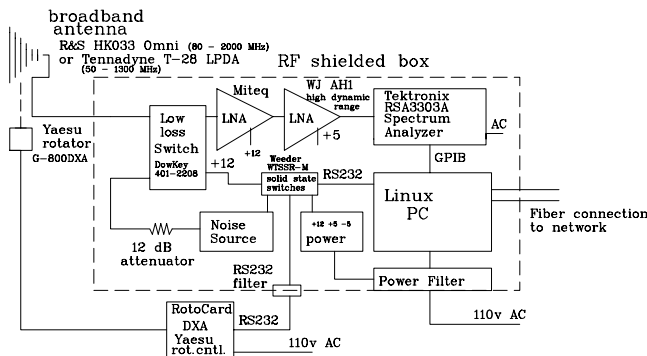 broadband
antenna
R&S HK033 Omni (80 - 2000 MHz)
or Tennadyne T-28 LPDA
(50 - 1300 MHz)
RF shielded box
Miteq
WJ AH1
high dynamic
range
Tektronix
RSA3303A
Spectrum
Analyzer
Low
loss
Switch
DowKey
401-2208
LNA
LNA
+12
+5
AC
Yaesu
rotator
G-800DXA
+12
Weeder
WTSSR-M
solid state
switches
RS232
GPIB
Linux
PC
Fiber connection
to network
12 dB
attenuator
Noise
Source
+12 +5 -5
power
RS232
filter
Power Filter
RotoCard
DXA
Yaesu
rot.cntl.
RS232
110v AC
110v AC